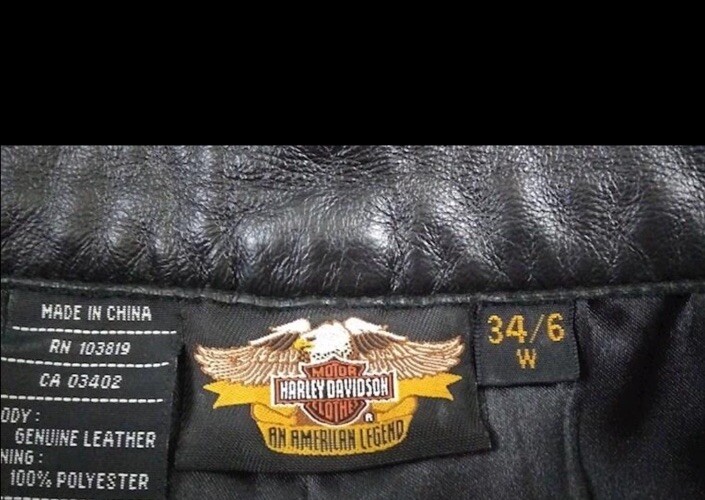 MADE IN CHINA
RN 103819
CA 03402
ODY :
GENUINE LEATHER
NING :
100% POLYESTER
MOTOR
HARLEY DAVIDSON
CLOTHES
R
AN AMERICAN LEGEND
34/6
W